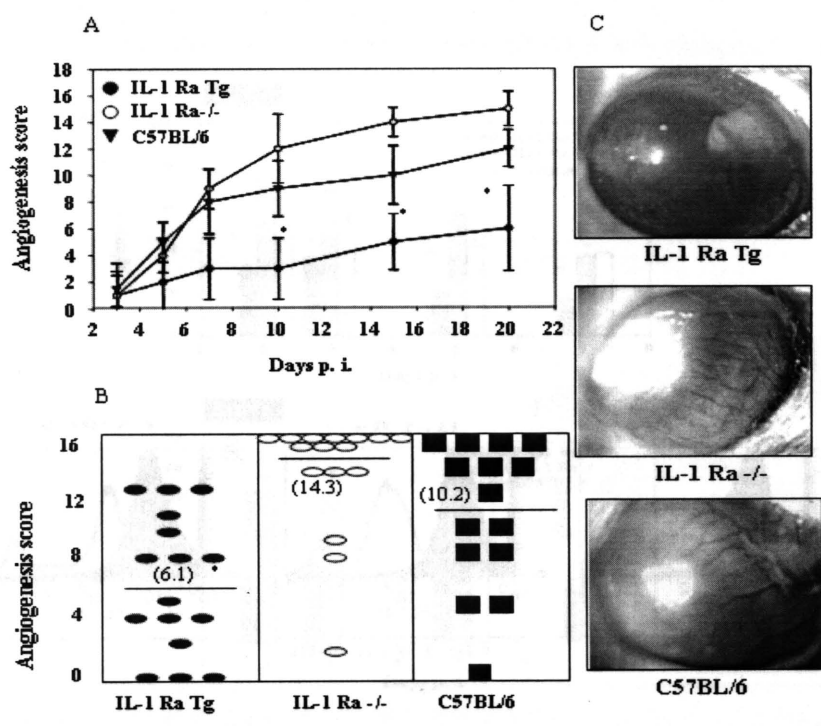 A
Angiogenesis score
18
16
14
12
10
8
6
4
2
0
IL-1 Ra Tg
IL-1 Ra-/-
C57BL/6
2 4 6 8 10 12 14 16 18 20 22
Days p. i.
B
Angiogenesis score
16
12
8
4
0
(6.1)
(14.3)
(10.2)
IL-1 Ra Tg IL-1 Ra -/- C57BL/6
C
IL-1 Ra Tg
IL-1 Ra -/-
C57BL/6